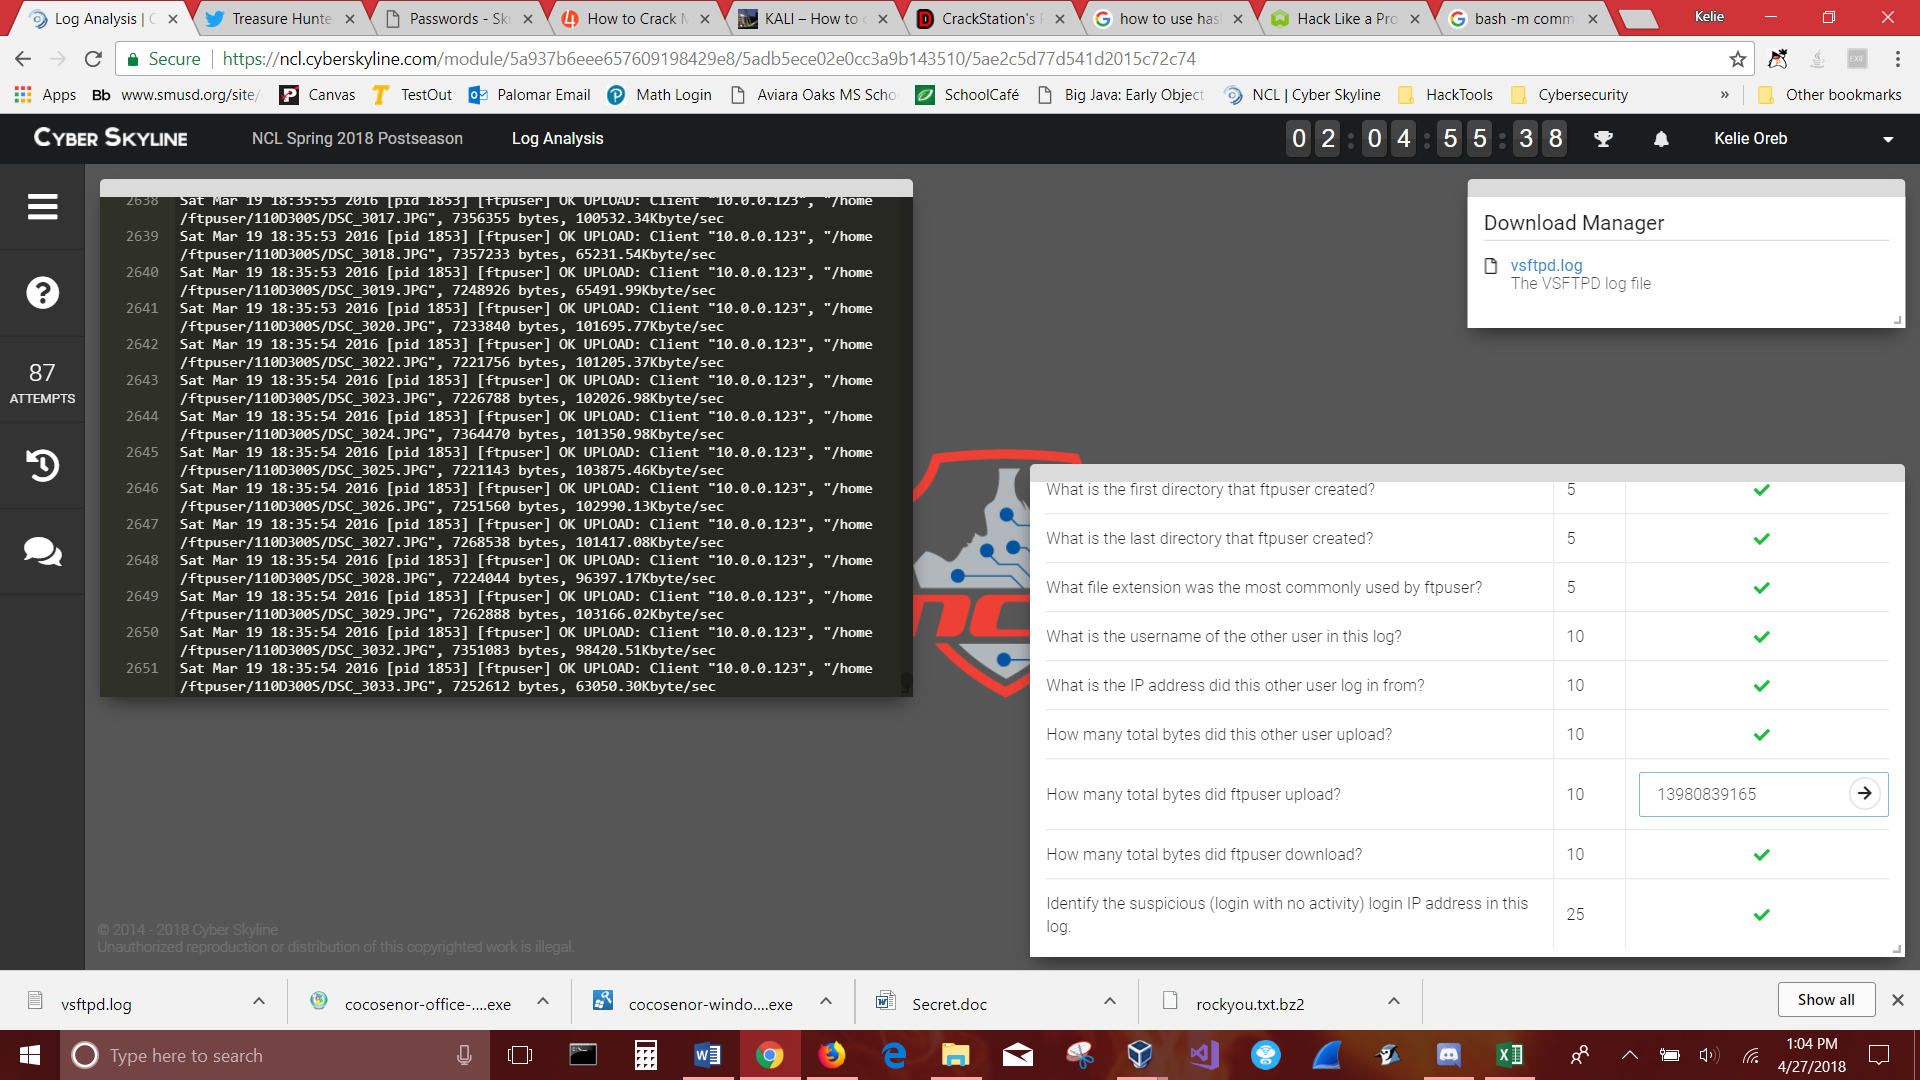 Log Analysis | C
Treasure Hunte
Passwords - Sk
How to Crack M
KALI – How to c
CrackStation's P
how to use has
Hack Like a Pro
bash -m comm
Kelie
Secure
https://ncl.cyberskyline.com/module/5a937b6eee657609198429e8/5adb5ece02e0cc3a9b143510/5ae2c5d77d541d2015c72c74
Apps
Bb www.smusd.org/site/
Canvas
TestOut
Palomar Email
Math Login
Aviara Oaks MS Scho
SchoolCafé
Big Java: Early Object
NCL | Cyber Skyline
HackTools
Cybersecurity
»
Other bookmarks
CYBER SKYLINE
NCL Spring 2018 Postseason
Log Analysis
02:04:55:38
Kelie Oreb
87
ATTEMPTS
2638 Sat Mar 19 18:35:53 2016 [pid 1853] [ftpuser] OK UPLOAD: Client "10.0.0.123", "/home
/ftpuser/110D300S/DSC_3017.JPG", 7356355 bytes, 100532.34Kbyte/sec
2639 Sat Mar 19 18:35:53 2016 [pid 1853] [ftpuser] OK UPLOAD: Client "10.0.0.123", "/home
/ftpuser/110D300S/DSC_3018.JPG", 7357233 bytes, 65231.54Kbyte/sec
2640 Sat Mar 19 18:35:53 2016 [pid 1853] [ftpuser] OK UPLOAD: Client "10.0.0.123", "/home
/ftpuser/110D300S/DSC_3019.JPG", 7248926 bytes, 65491.99Kbyte/sec
2641 Sat Mar 19 18:35:53 2016 [pid 1853] [ftpuser] OK UPLOAD: Client "10.0.0.123", "/home
/ftpuser/110D300S/DSC_3020.JPG", 7233840 bytes, 101695.77Kbyte/sec
2642 Sat Mar 19 18:35:54 2016 [pid 1853] [ftpuser] OK UPLOAD: Client "10.0.0.123", "/home
/ftpuser/110D300S/DSC_3022.JPG", 7221756 bytes, 101205.37Kbyte/sec
2643 Sat Mar 19 18:35:54 2016 [pid 1853] [ftpuser] OK UPLOAD: Client "10.0.0.123", "/home
/ftpuser/110D300S/DSC_3023.JPG", 7226788 bytes, 102026.98Kbyte/sec
2644 Sat Mar 19 18:35:54 2016 [pid 1853] [ftpuser] OK UPLOAD: Client "10.0.0.123", "/home
/ftpuser/110D300S/DSC_3024.JPG", 7364470 bytes, 101350.98Kbyte/sec
2645 Sat Mar 19 18:35:54 2016 [pid 1853] [ftpuser] OK UPLOAD: Client "10.0.0.123", "/home
/ftpuser/110D300S/DSC_3025.JPG", 7221143 bytes, 103875.46Kbyte/sec
2646 Sat Mar 19 18:35:54 2016 [pid 1853] [ftpuser] OK UPLOAD: Client "10.0.0.123", "/home
/ftpuser/110D300S/DSC_3026.JPG", 7251560 bytes, 102990.13Kbyte/sec
2647 Sat Mar 19 18:35:54 2016 [pid 1853] [ftpuser] OK UPLOAD: Client "10.0.0.123", "/home
/ftpuser/110D300S/DSC_3027.JPG", 7268538 bytes, 101417.08Kbyte/sec
2648 Sat Mar 19 18:35:54 2016 [pid 1853] [ftpuser] OK UPLOAD: Client "10.0.0.123", "/home
/ftpuser/110D300S/DSC_3028.JPG", 7224044 bytes, 96397.17Kbyte/sec
2649 Sat Mar 19 18:35:54 2016 [pid 1853] [ftpuser] OK UPLOAD: Client "10.0.0.123", "/home
/ftpuser/110D300S/DSC_3029.JPG", 7262888 bytes, 103166.02Kbyte/sec
2650 Sat Mar 19 18:35:54 2016 [pid 1853] [ftpuser] OK UPLOAD: Client "10.0.0.123", "/home
/ftpuser/110D300S/DSC_3032.JPG", 7351083 bytes, 98420.51Kbyte/sec
2651 Sat Mar 19 18:35:54 2016 [pid 1853] [ftpuser] OK UPLOAD: Client "10.0.0.123", "/home
/ftpuser/110D300S/DSC_3033.JPG", 7252612 bytes, 63050.30Kbyte/sec
Download Manager
vsftpd.log
The VSFTPD log file
What is the first directory that ftpuser created? 5
What is the last directory that ftpuser created? 5
What file extension was the most commonly used by ftpuser? 5
What is the username of the other user in this log? 10
What is the IP address did this other user log in from? 10
How many total bytes did this other user upload? 10
How many total bytes did ftpuser upload? 10 13980839165
How many total bytes did ftpuser download? 10
Identify the suspicious (login with no activity) login IP address in this
log. 25
© 2014 - 2018 Cyber Skyline
Unauthorized reproduction or distribution of this copyrighted work is illegal.
vsftpd.log
cocosenor-office-....exe
cocosenor-windo....exe
Secret.doc
rockyou.txt.bz2
Show all
Type here to search
1:04 PM
4/27/2018